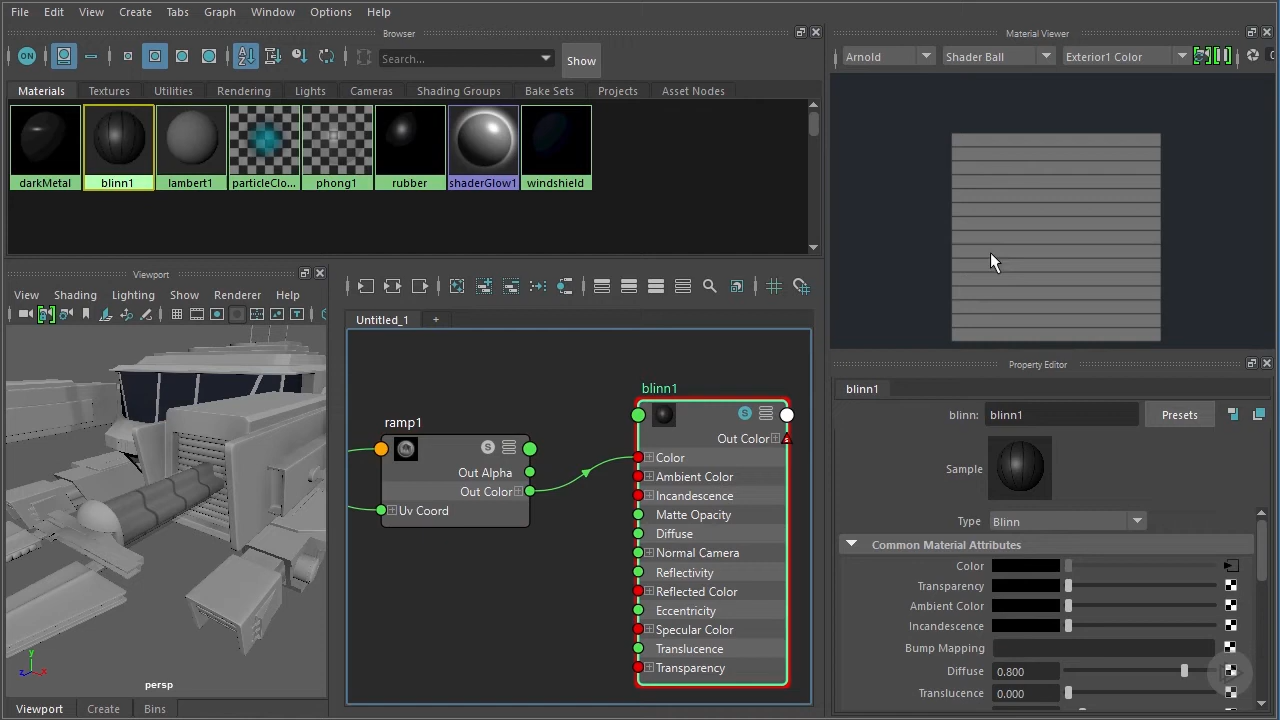 File Edit View Create Tabs Graph Window Options Help
Browser
ON
Search...
Show
Materials Textures Utilities Rendering Lights Cameras Shading Groups Bake Sets Projects Asset Nodes
darkMetal blinn1 lambert1 particleClo... phong1 rubber shaderGlow1 windshield
Material Viewer
Arnold Shader Ball Exterior1 Color
Viewport
View Shading Lighting Show Renderer Help
persp
Viewport Create Bins
Untitled_1 +
ramp1
Out Alpha
Out Color
Uv Coord
blinn1
Out Color
Color
Ambient Color
Incandescence
Matte Opacity
Diffuse
Normal Camera
Reflectivity
Reflected Color
Eccentricity
Specular Color
Translucence
Transparency
Property Editor
blinn1
blinn: blinn1 Presets
Sample
Type Blinn
Common Material Attributes
Color
Transparency
Ambient Color
Incandescence
Bump Mapping
Diffuse 0.800
Translucence 0.000